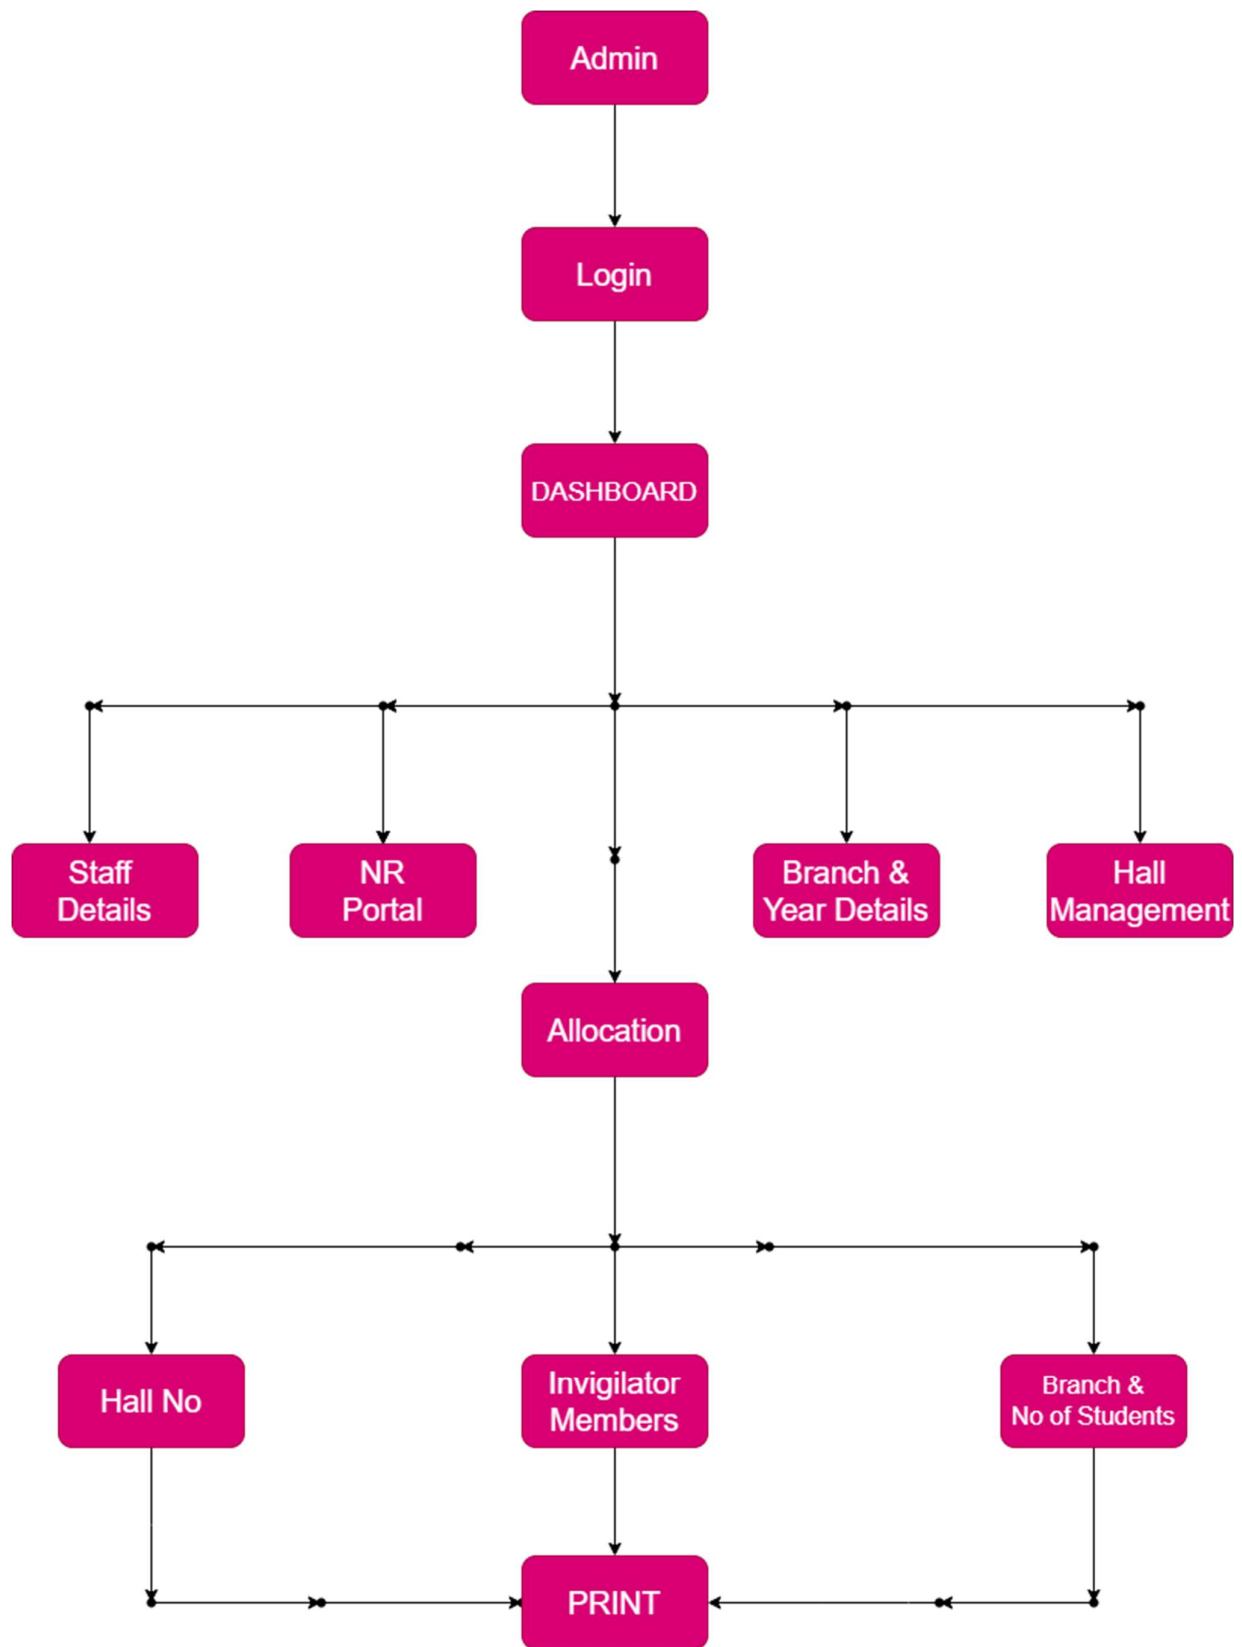 Admin
Login
DASHBOARD
Staff
Details
NR
Portal
Branch &
Year Details
Hall
Management
Allocation
Hall No
Invigilator
Members
Branch &
No of Students
PRINT